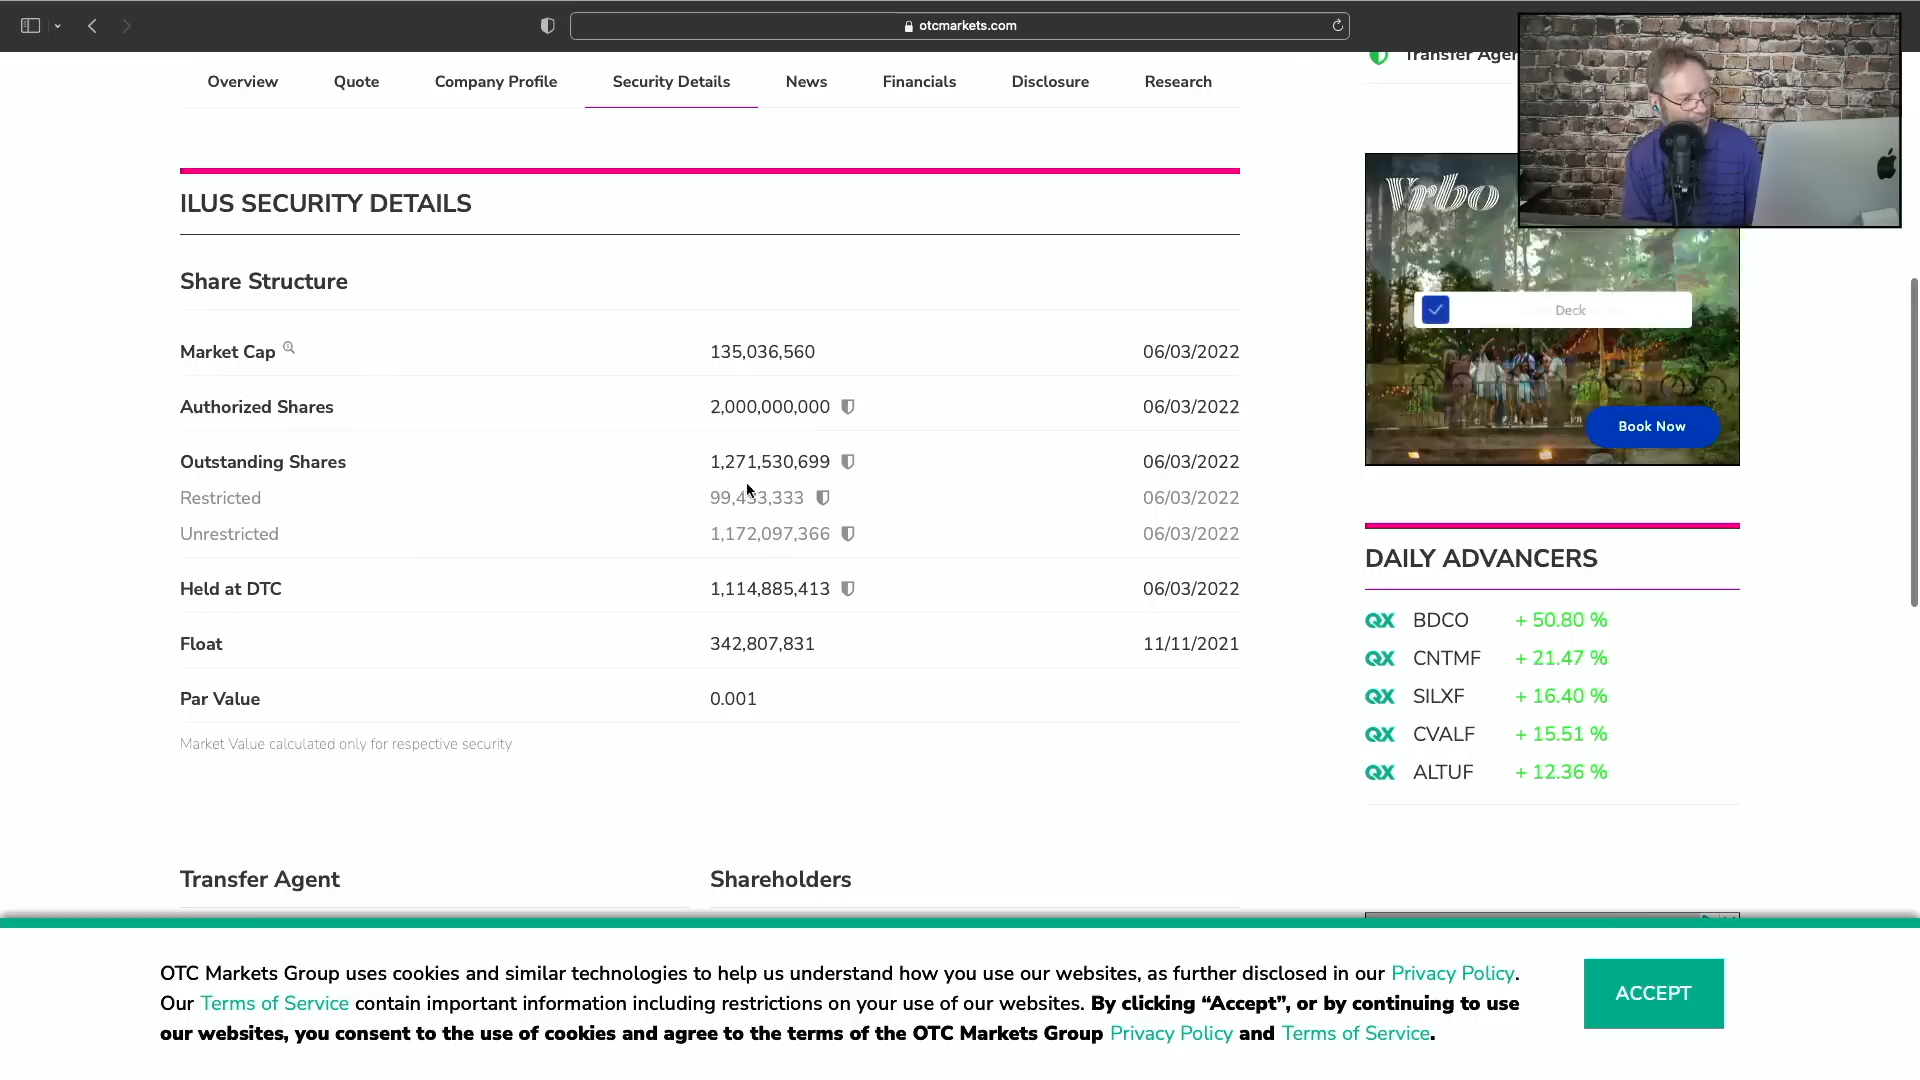 otcmarkets.com
Overview Quote Company Profile Security Details News Financials Disclosure Research
Transfer Agen
ILUS SECURITY DETAILS
Share Structure
Market Cap 135,036,560 06/03/2022
Authorized Shares 2,000,000,000 06/03/2022
Outstanding Shares 1,271,530,699 06/03/2022
Restricted 99,433,333 06/03/2022
Unrestricted 1,172,097,366 06/03/2022
Held at DTC 1,114,885,413 06/03/2022
Float 342,807,831 11/11/2021
Par Value 0.001
Market Value calculated only for respective security
Transfer Agent Shareholders
Vrbo
Deck
Book Now
DAILY ADVANCERS
QX BDCO + 50.80 %
QX CNTMF + 21.47 %
QX SILXF + 16.40 %
QX CVALF + 15.51 %
QX ALTUF + 12.36 %
OTC Markets Group uses cookies and similar technologies to help us understand how you use our websites, as further disclosed in our Privacy Policy.
Our Terms of Service contain important information including restrictions on your use of our websites. By clicking “Accept”, or by continuing to use
our websites, you consent to the use of cookies and agree to the terms of the OTC Markets Group Privacy Policy and Terms of Service.
ACCEPT